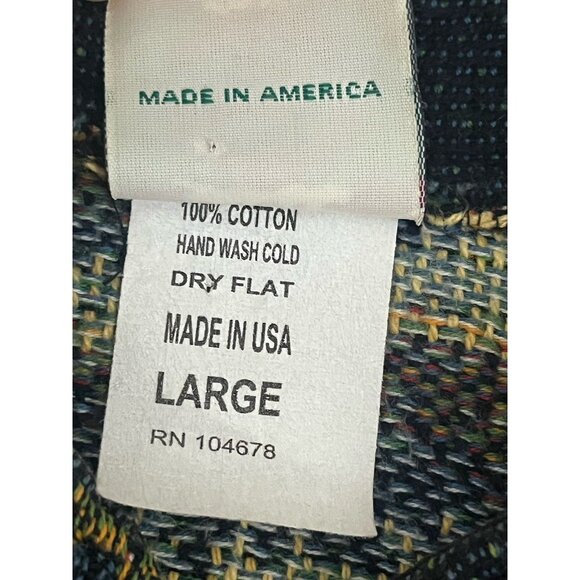 MADE IN AMERICA
100% COTTON
HAND WASH COLD
DRY FLAT
MADE IN USA
LARGE
RN 104678